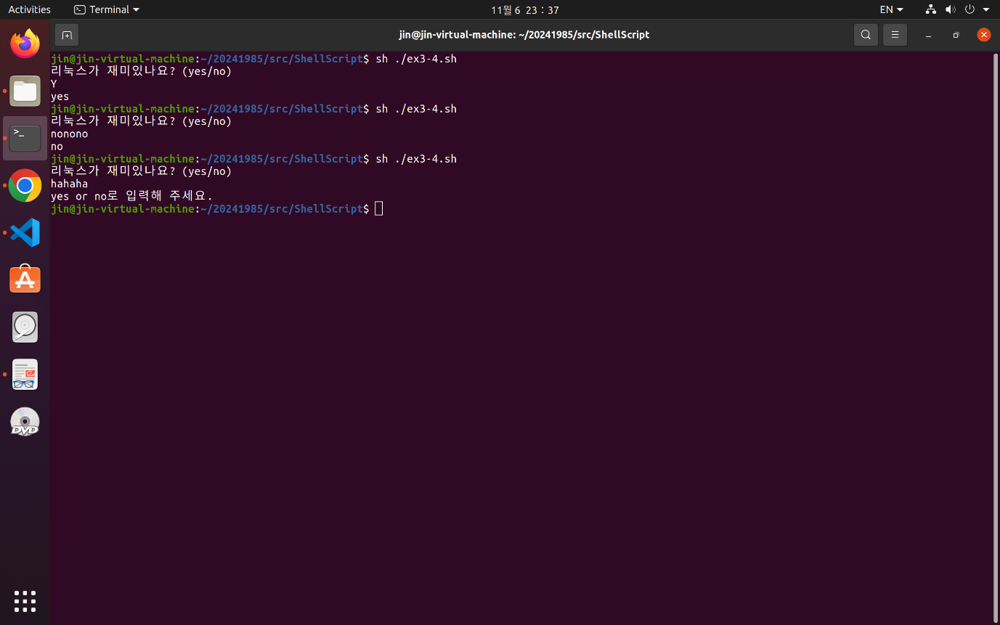 Activities
Terminal
11월 6 23：37
EN
jin@jin-virtual-machine: ~/20241985/src/ShellScript
jin@jin-virtual-machine:~/20241985/src/ShellScript$ sh ./ex3-4.sh
리눅스가 재미있나요? (yes/no)
Y
yes
jin@jin-virtual-machine:~/20241985/src/ShellScript$ sh ./ex3-4.sh
리눅스가 재미있나요? (yes/no)
nonono
no
jin@jin-virtual-machine:~/20241985/src/ShellScript$ sh ./ex3-4.sh
리눅스가 재미있나요? (yes/no)
hahaha
yes or no로 입력해 주세요.
jin@jin-virtual-machine:~/20241985/src/ShellScript$
DVD